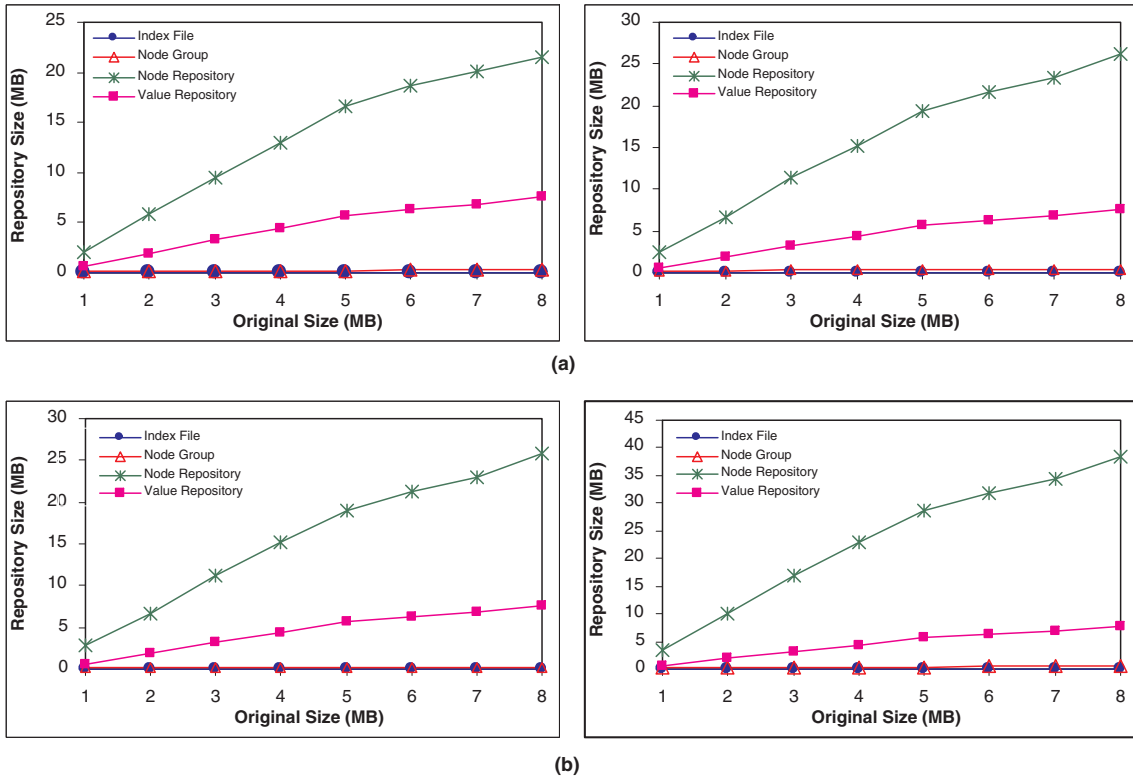 25
20
15
10
5
0
Repository Size (MB)
Index File
Node Group
Node Repository
Value Repository
1 2 3 4 5 6 7 8
Original Size (MB)
30
25
20
15
10
5
0
Repository Size (MB)
Index File
Node Group
Node Repository
Value Repository
1 2 3 4 5 6 7 8
Original Size (MB)
(a)
30
25
20
15
10
5
0
Repository Size (MB)
Index File
Node Group
Node Repository
Value Repository
1 2 3 4 5 6 7 8
Original Size (MB)
45
40
35
30
25
20
15
10
5
0
Repository Size (MB)
Index File
Node Group
Node Repository
Value Repository
1 2 3 4 5 6 7 8
Original Size (MB)
(b)